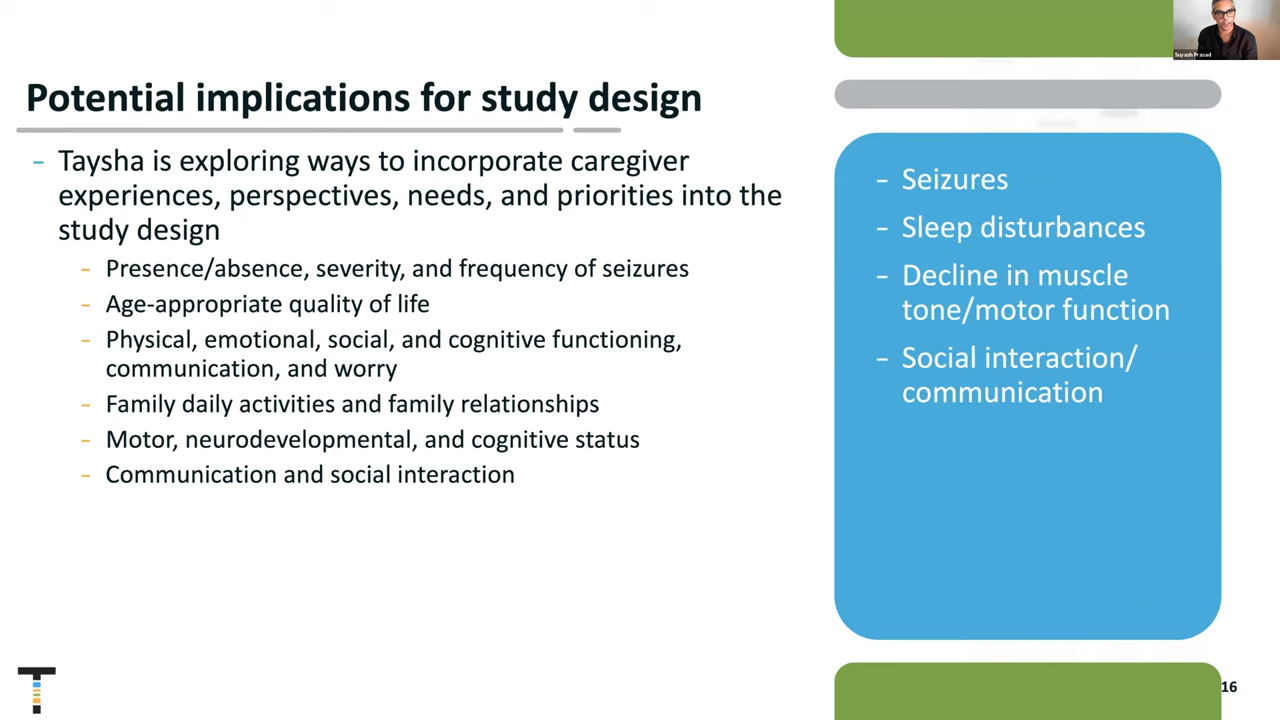 Suyash Prasad
Potential implications for study design
– Taysha is exploring ways to incorporate caregiver
experiences, perspectives, needs, and priorities into the
study design
– Presence/absence, severity, and frequency of seizures
– Age-appropriate quality of life
– Physical, emotional, social, and cognitive functioning,
communication, and worry
– Family daily activities and family relationships
– Motor, neurodevelopmental, and cognitive status
– Communication and social interaction
– Seizures
– Sleep disturbances
– Decline in muscle
tone/motor function
– Social interaction/
communication
T
16